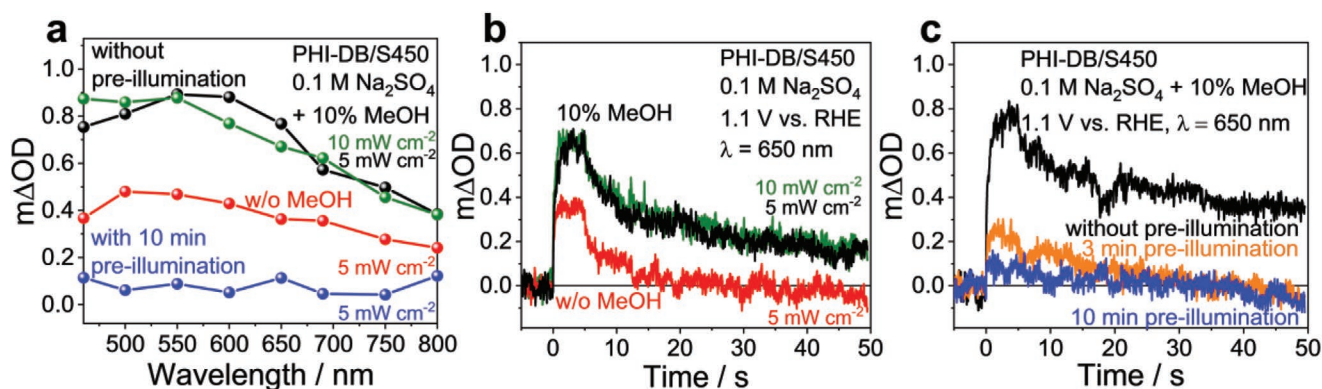 a
without
pre-illumination
PHI-DB/S450
0.1 M Na₂SO₄
+ 10% MeOH
10 mW cm⁻²
5 mW cm⁻²
w/o MeOH
5 mW cm⁻²
with 10 min
pre-illumination
5 mW cm⁻²
m∆OD
1.0
0.8
0.6
0.4
0.2
0.0
500 550 600 650 700 750 800
Wavelength / nm
b
PHI-DB/S450
0.1 M Na₂SO₄
1.1 V vs. RHE
λ = 650 nm
10% MeOH
10 mW cm⁻²
5 mW cm⁻²
w/o MeOH
5 mW cm⁻²
m∆OD
1.0
0.8
0.6
0.4
0.2
0.0
0 10 20 30 40 50
Time / s
c
PHI-DB/S450
0.1 M Na₂SO₄ + 10% MeOH
1.1 V vs. RHE, λ = 650 nm
without pre-illumination
3 min pre-illumination
10 min pre-illumination
m∆OD
1.0
0.8
0.6
0.4
0.2
0.0
0 10 20 30 40 50
Time / s